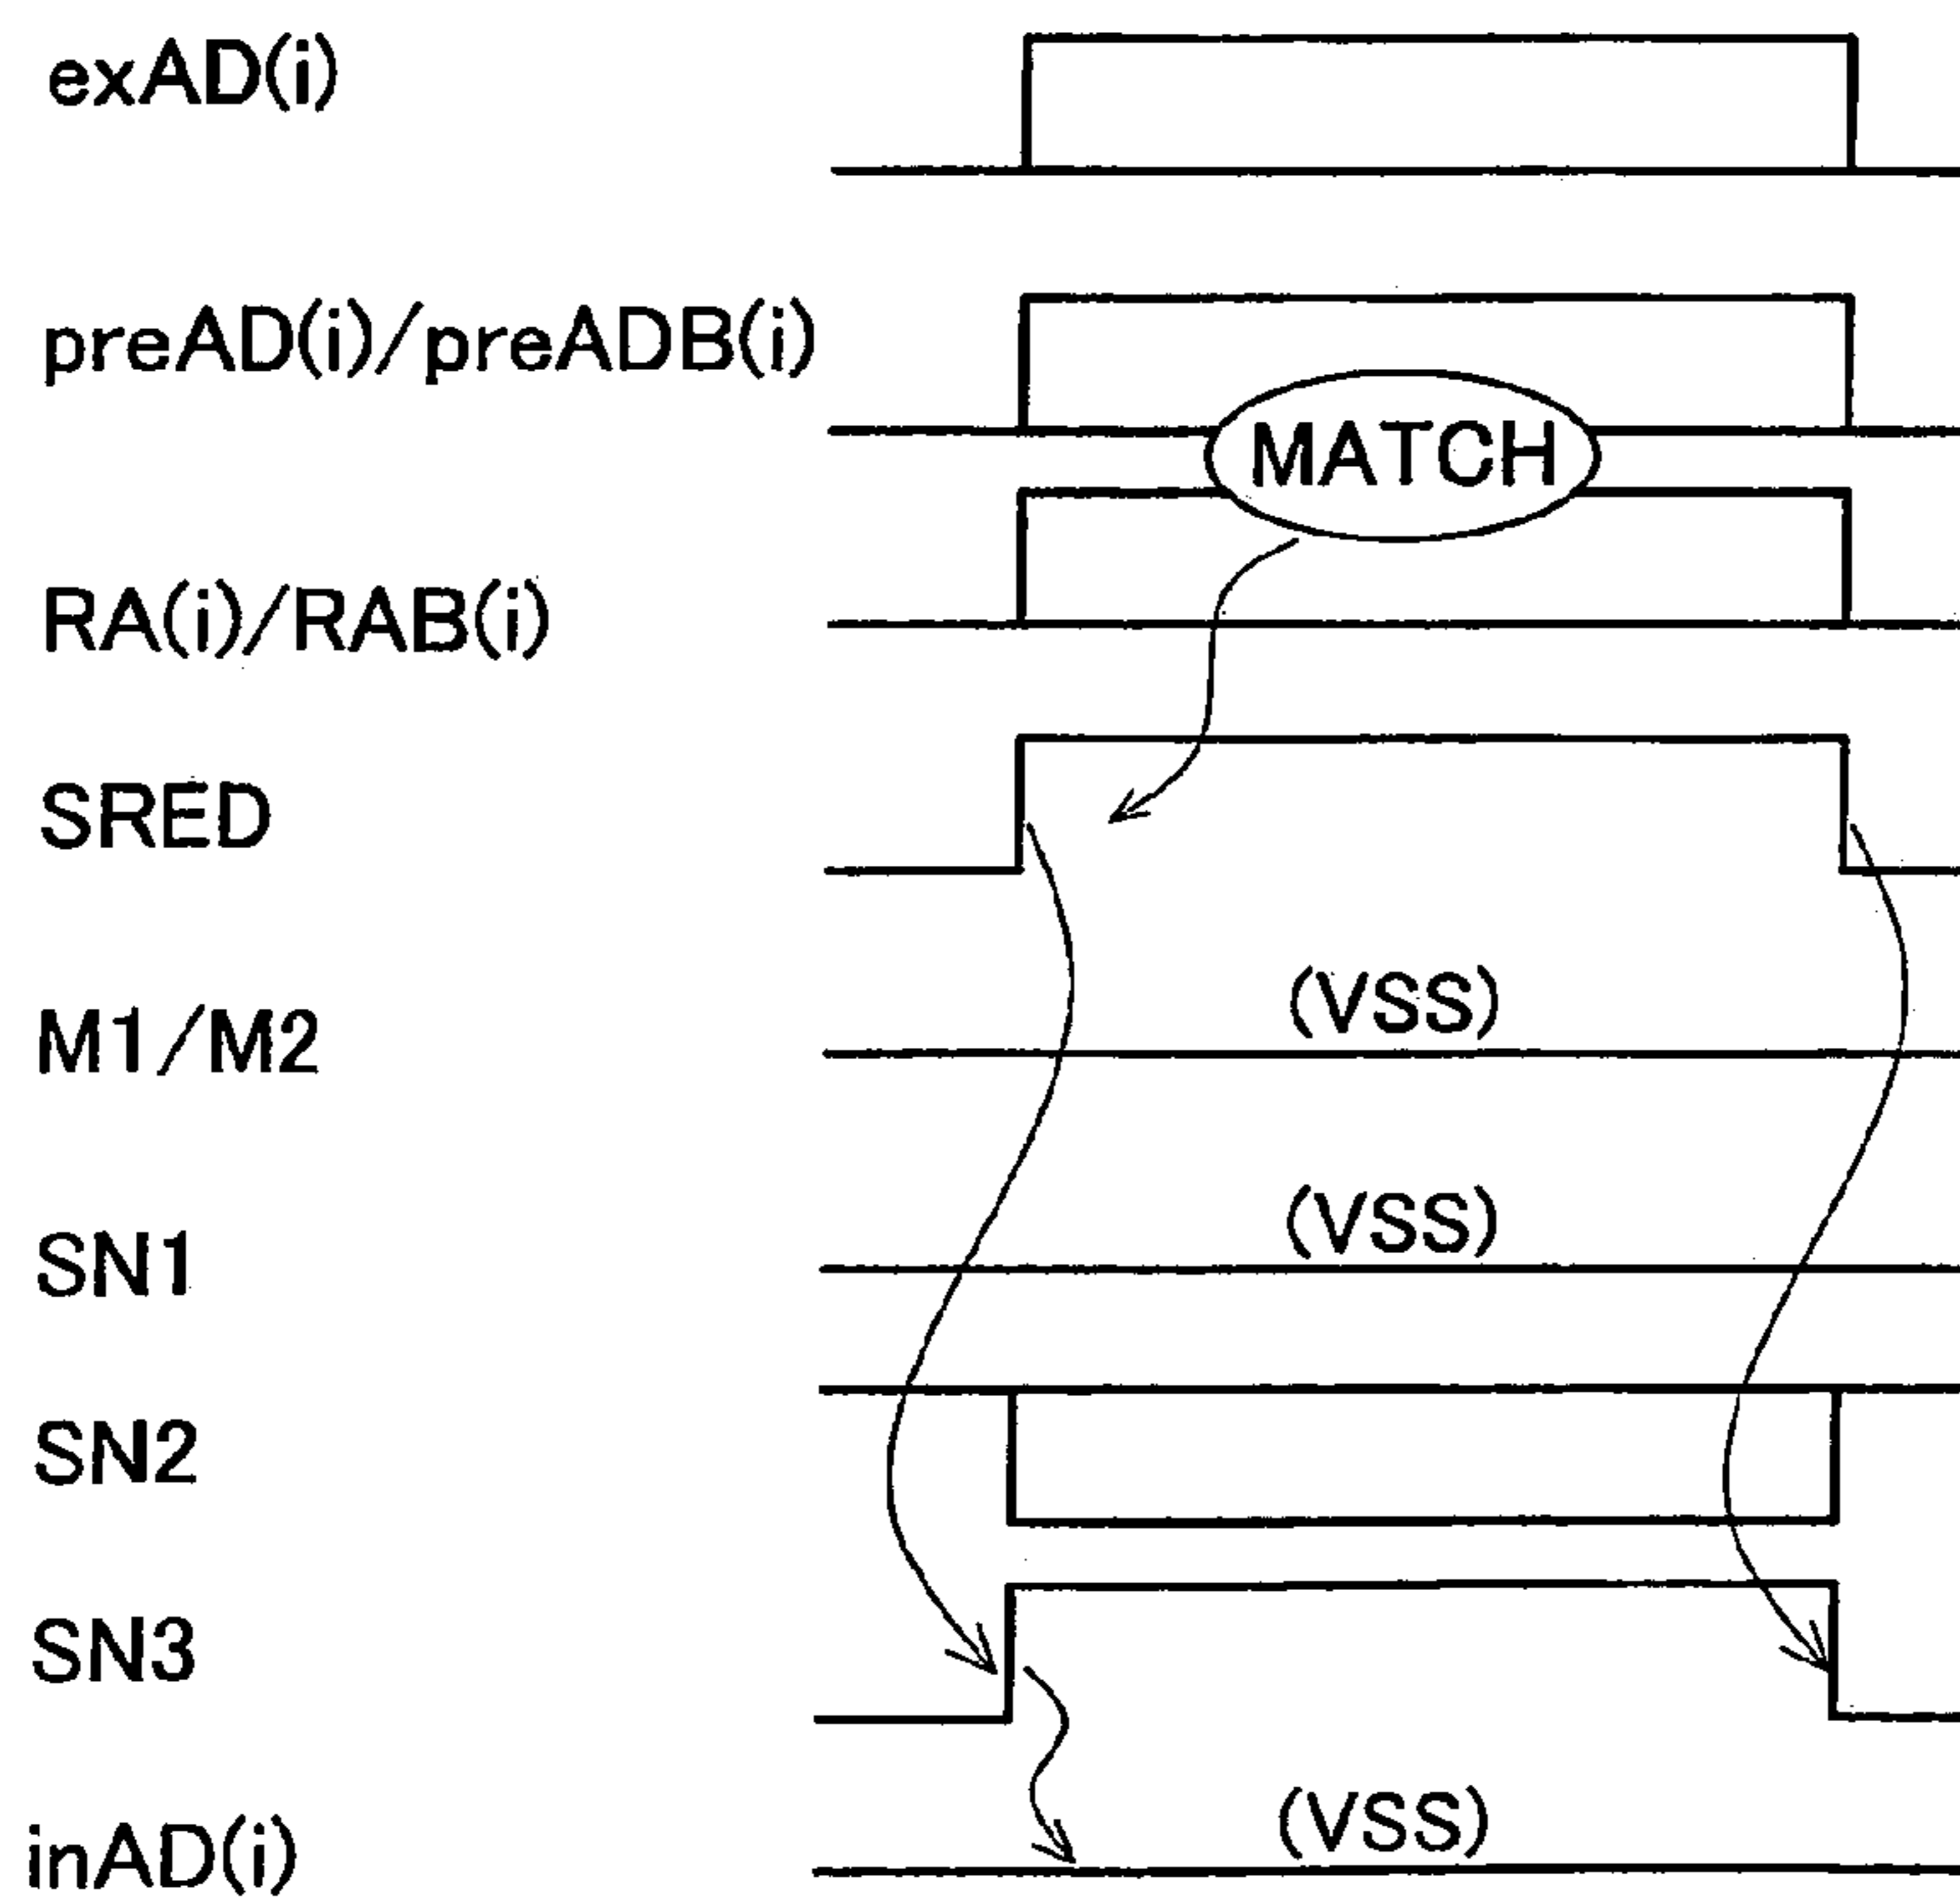 exAD(i)
preAD(i)/preADB(i)
MATCH
RA(i)/RAB(i)
SRED
M1/M2
(VSS)
SN1
(VSS)
SN2
SN3
inAD(i)
(VSS)